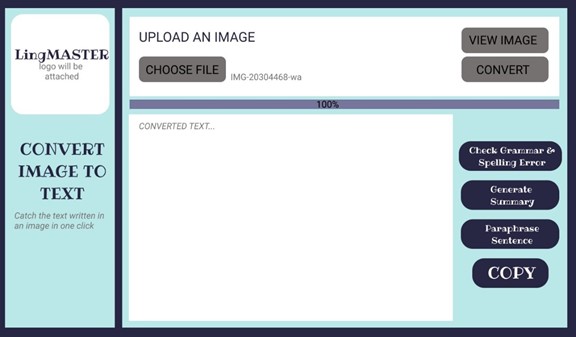 LingMASTER
logo will be
attached
CONVERT
IMAGE TO
TEXT
Catch the text written in
an image in one click
UPLOAD AN IMAGE
CHOOSE FILE
IMG-20304468-wa
VIEW IMAGE
CONVERT
100%
CONVERTED TEXT...
Check Grammar &
Spelling Error
Generate
Summary
Paraphrase
Sentence
COPY